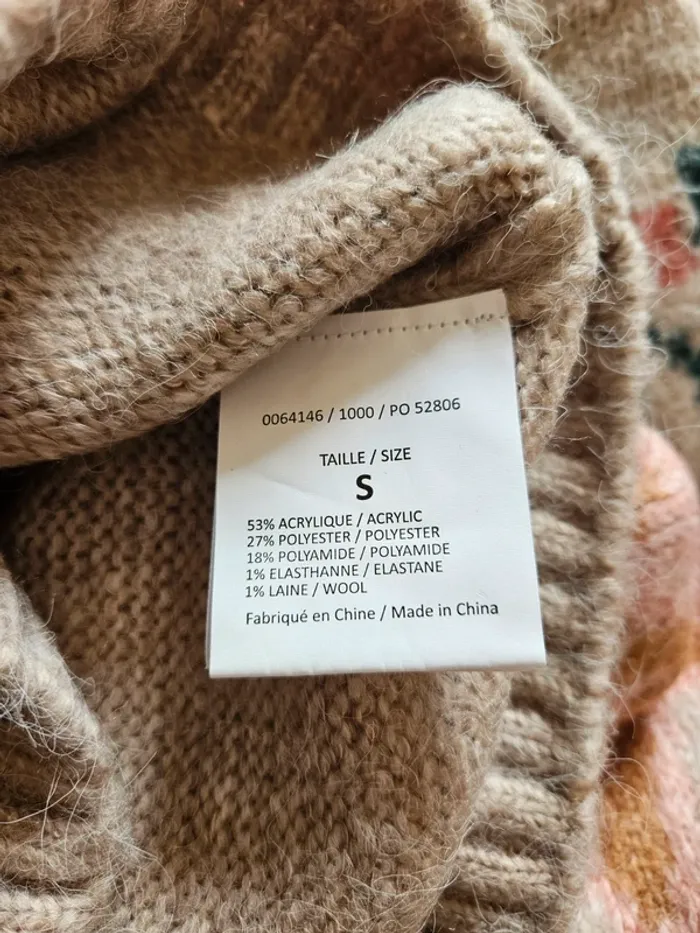 0064146 / 1000 / PO 52806
TAILLE / SIZE
S
53% ACRYLIQUE / ACRYLIC
27% POLYESTER / POLYESTER
18% POLYAMIDE / POLYAMIDE
1% ELASTHANNE / ELASTANE
1% LAINE / WOOL
Fabriqué en Chine / Made in China